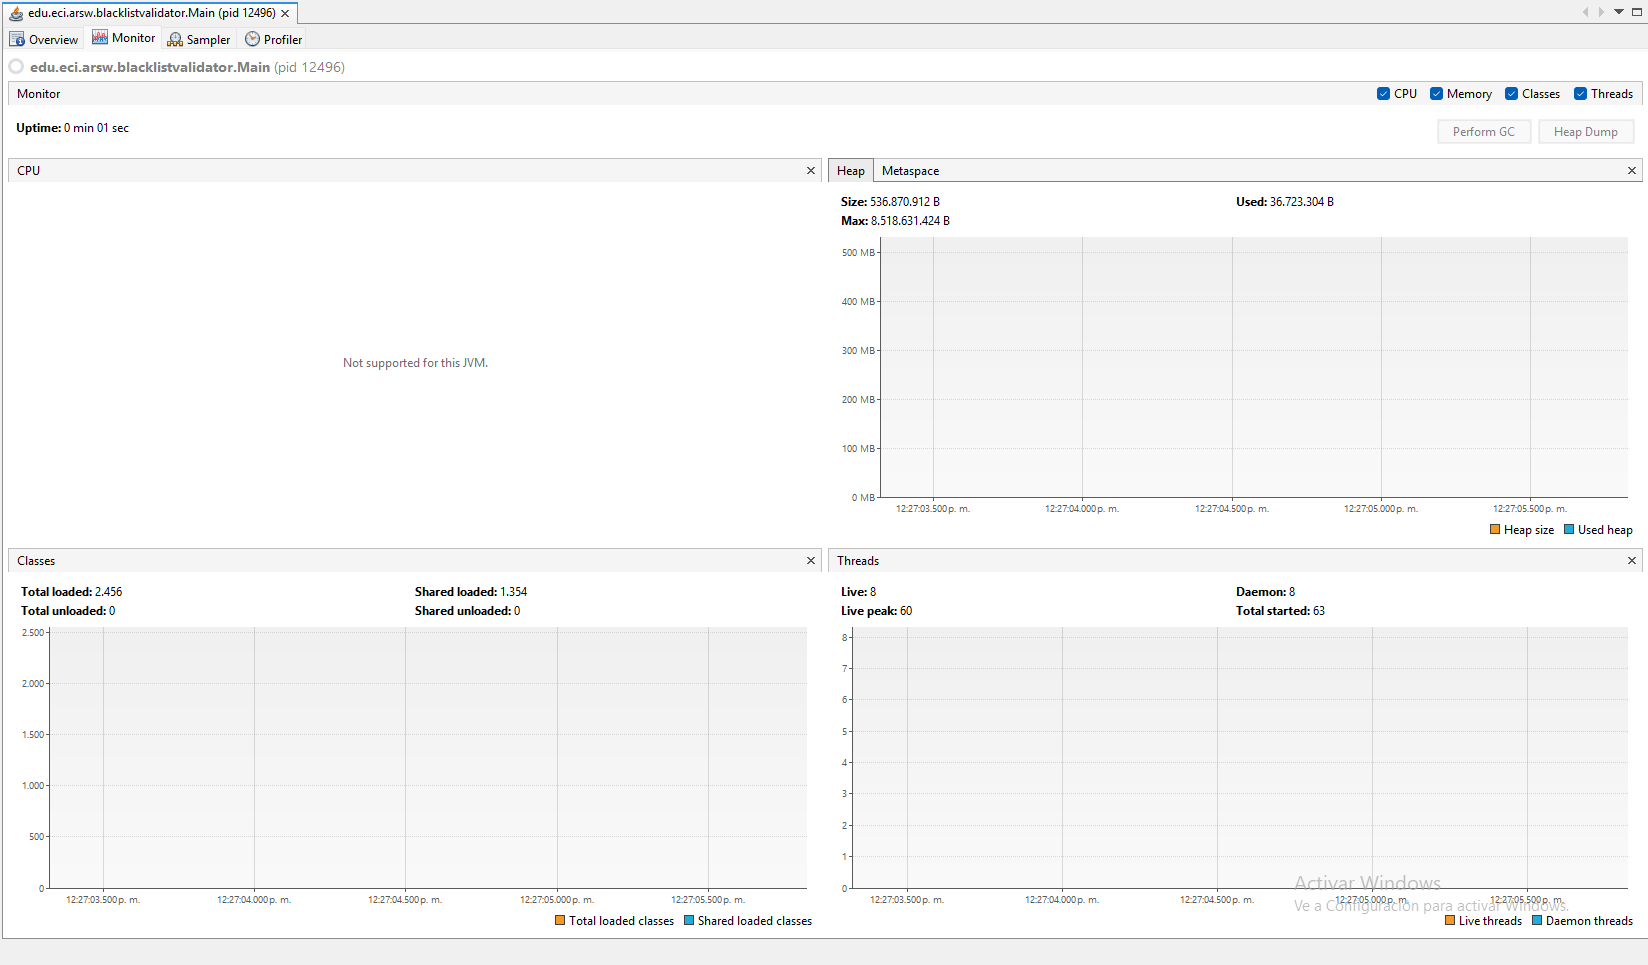 edu.eci.arsw.blacklistvalidator.Main (pid 12496)
Overview Monitor Sampler Profiler
edu.eci.arsw.blacklistvalidator.Main (pid 12496)
Monitor CPU Memory Classes Threads
Uptime: 0 min 01 sec
Perform GC Heap Dump
CPU
Not supported for this JVM.
Heap Metaspace
Size: 536.870.912 B Used: 36.723.304 B
Max: 8.518.631.424 B
500 MB
400 MB
300 MB
200 MB
100 MB
0 MB
12:27:03.500 p. m. 12:27:04.000 p. m. 12:27:04.500 p. m. 12:27:05.000 p. m. 12:27:05.500 p. m.
Heap size Used heap
Classes
Total loaded: 2.456 Shared loaded: 1.354
Total unloaded: 0 Shared unloaded: 0
2.500
2.000
1.500
1.000
500
0
12:27:03.500 p. m. 12:27:04.000 p. m. 12:27:04.500 p. m. 12:27:05.000 p. m. 12:27:05.500 p. m.
Total loaded classes Shared loaded classes
Threads
Live: 8 Daemon: 8
Live peak: 60 Total started: 63
8
7
6
5
4
3
2
1
0
12:27:03.500 p. m. 12:27:04.000 p. m. 12:27:04.500 p. m. 12:27:05.000 p. m. 12:27:05.500 p. m.
Live threads Daemon threads
Activar Windows
Ve a Configuración para activar Windows.